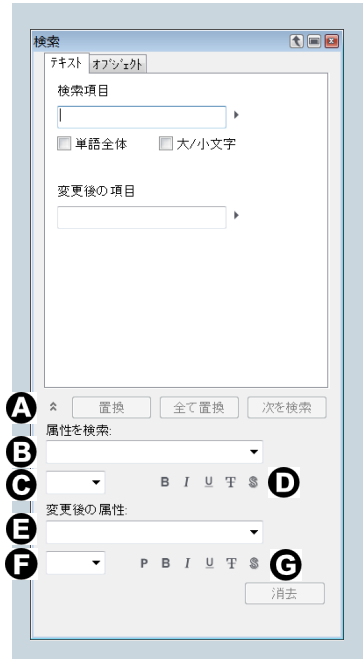 検索
テキスト オブジェクト
検索項目
単語全体 大/小文字
変更後の項目
A 置換 全て置換 次を検索
属性を検索:
B
C B I U T S D
変更後の属性:
E
F P B I U T S G
消去